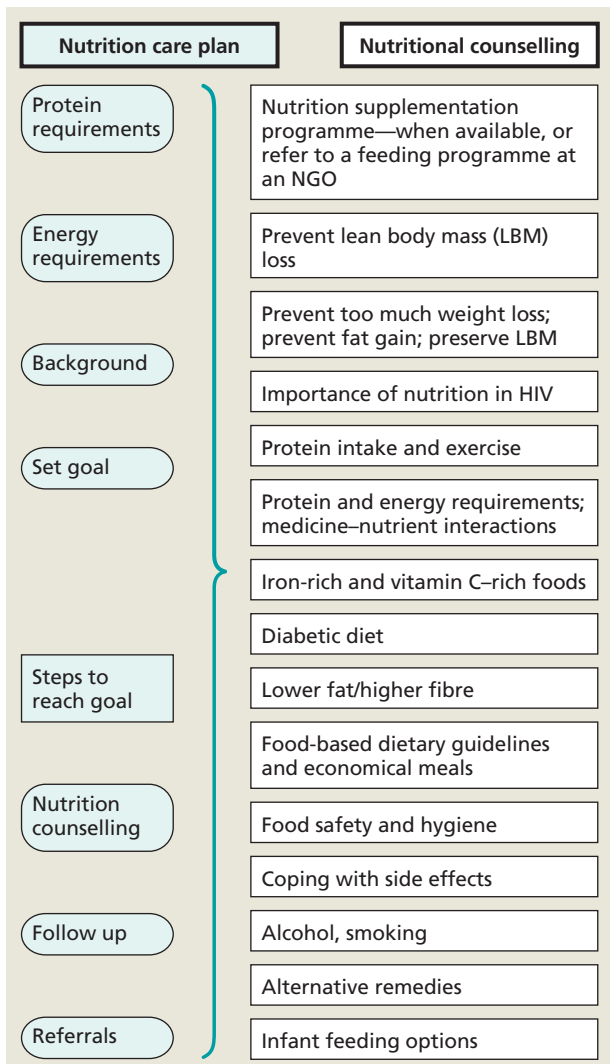 Nutrition care plan
Nutritional counselling
Protein
requirements
Energy
requirements
Background
Set goal
Steps to
reach goal
Nutrition
counselling
Follow up
Referrals
Nutrition supplementation
programme—when available, or
refer to a feeding programme at
an NGO
Prevent lean body mass (LBM)
loss
Prevent too much weight loss;
prevent fat gain; preserve LBM
Importance of nutrition in HIV
Protein intake and exercise
Protein and energy requirements;
medicine–nutrient interactions
Iron-rich and vitamin C–rich foods
Diabetic diet
Lower fat/higher fibre
Food-based dietary guidelines
and economical meals
Food safety and hygiene
Coping with side effects
Alcohol, smoking
Alternative remedies
Infant feeding options